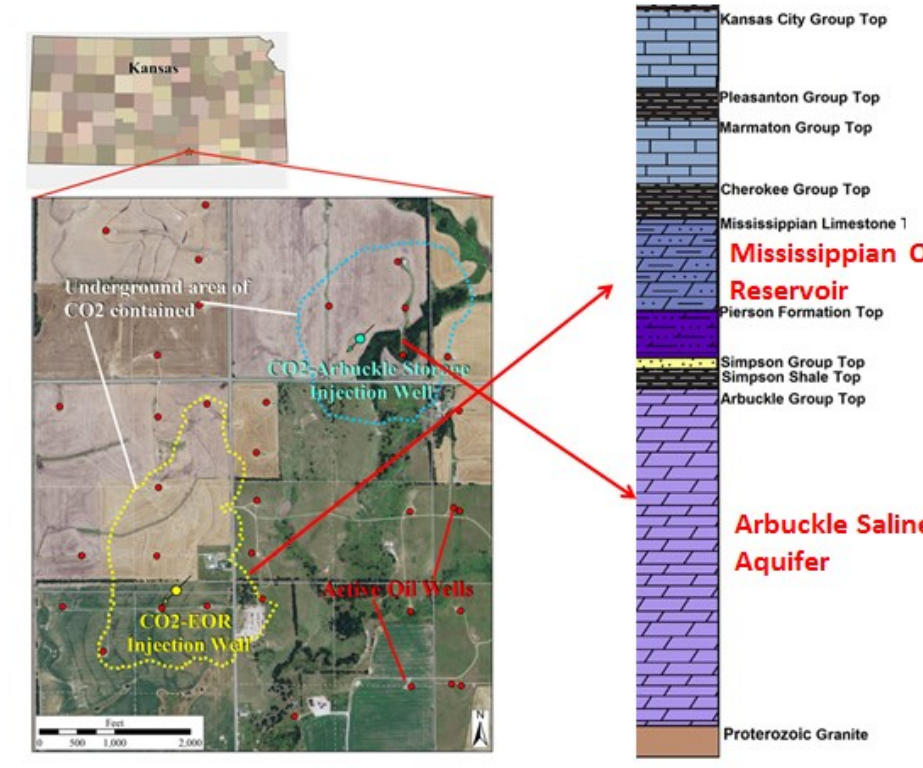 Kansas
Underground area of
CO2 contained
CO2-Arbuckle Storage
Injection Well
Active Oil Wells
CO2-EOR
Injection Well
Feet
0 500 1,000 2,000
N
Kansas City Group Top
Pleasanton Group Top
Marmaton Group Top
Cherokee Group Top
Mississippian Limestone T
Mississippian O
Reservoir
Pierson Formation Top
Simpson Group Top
Simpson Shale Top
Arbuckle Group Top
Arbuckle Saline
Aquifer
Proterozoic Granite